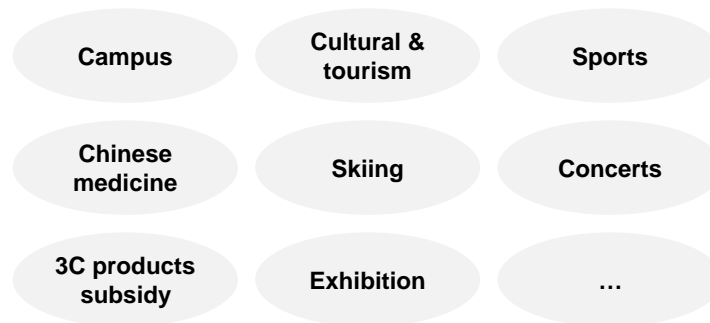 Campus
Cultural &
tourism
Sports
Chinese
medicine
Skiing
Concerts
3C products
subsidy
Exhibition
…